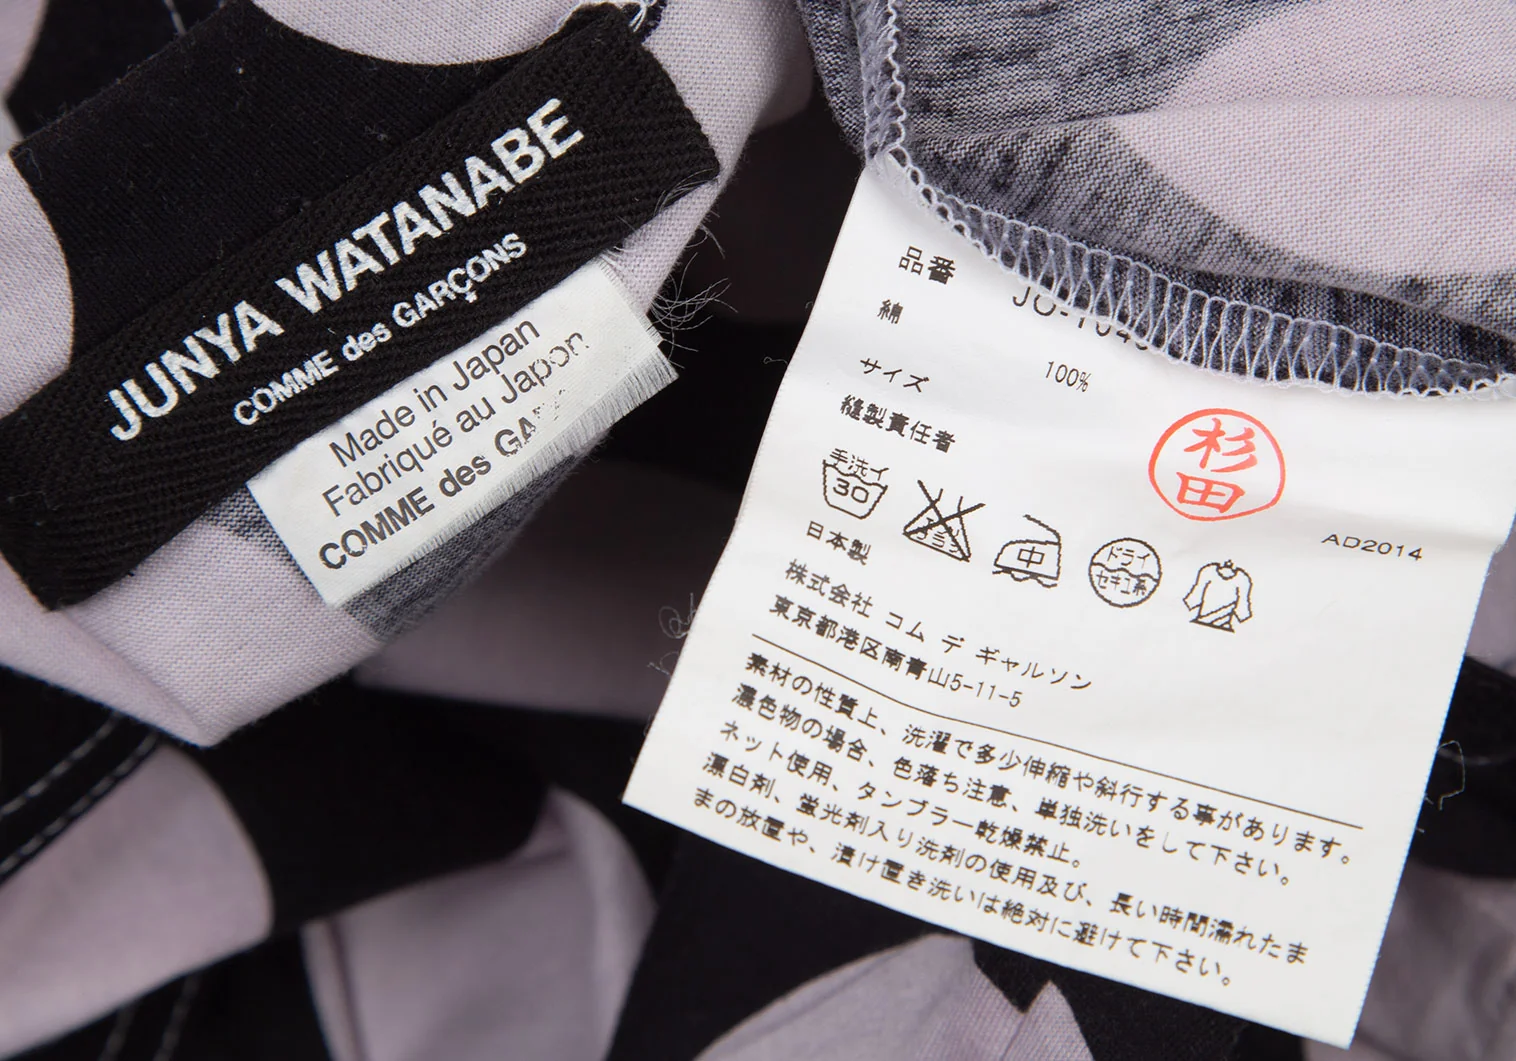 JUNYA WATANABE
COMME des GARÇONS
Made in Japan
Fabriqué au Japon
COMME des
品番
綿 100%
サイズ
縫製責任者
杉田
手洗イ
30
中
ドライ
セキユ系
AD2014
日本製
株式会社 コム デ ギャルソン
東京都港区南青山5-11-5
素材の性質上、洗濯で多少伸縮や斜行する事があります。
濃色物の場合、色落ち注意、単独洗いをして下さい。
ネット使用、タンブラー乾燥禁止。
漂白剤、蛍光剤入り洗剤の使用及び、長い時間濡れたま
まの放置や、漬け置き洗いは絶対に避けて下さい。